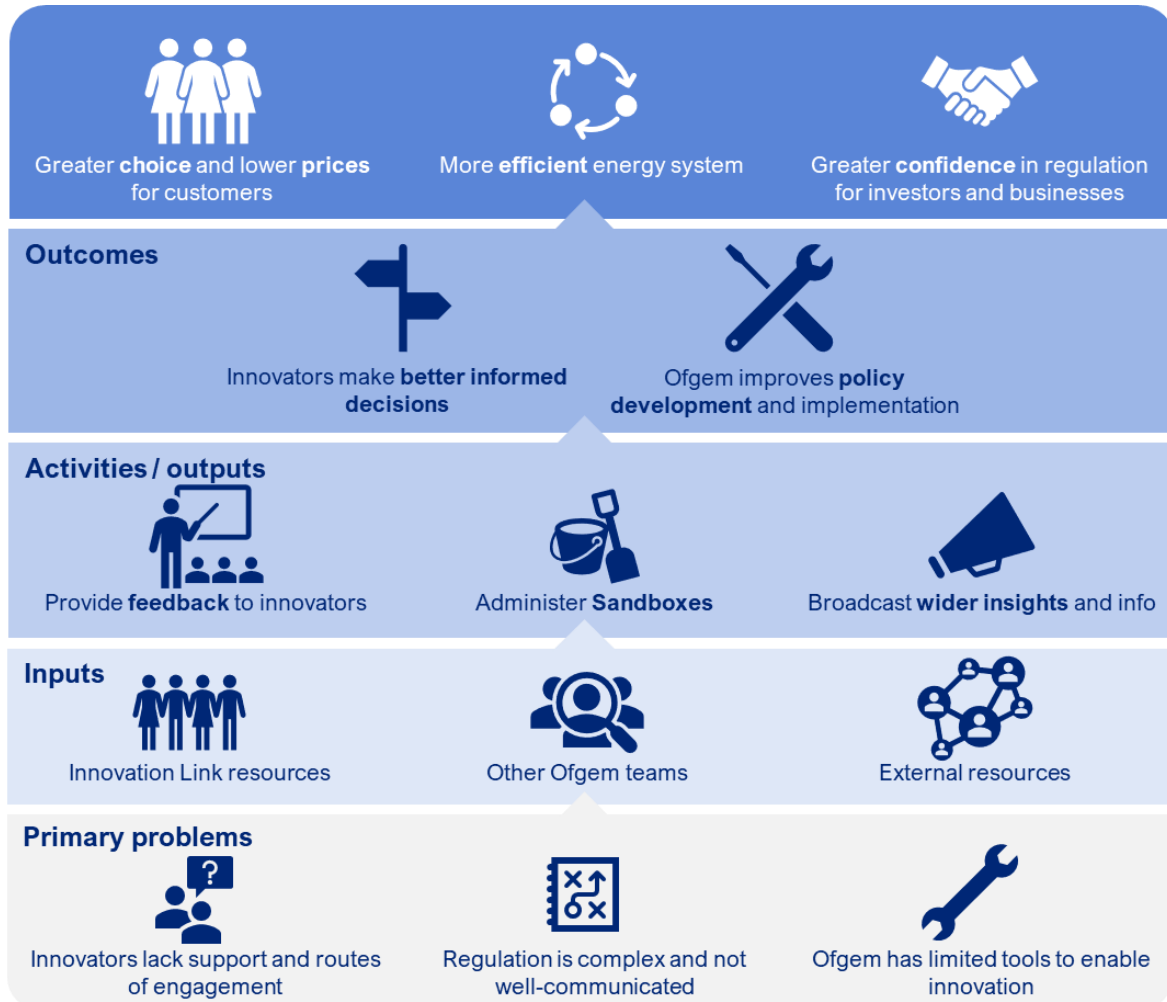 Greater choice and lower prices
for customers
More efficient energy system
Greater confidence in regulation
for investors and businesses
Outcomes
Innovators make better informed
decisions
Ofgem improves policy
development and implementation
Activities / outputs
Provide feedback to innovators
Administer Sandboxes
Broadcast wider insights and info
Inputs
Innovation Link resources
Other Ofgem teams
External resources
Primary problems
?
Innovators lack support and routes
of engagement
Regulation is complex and not
well-communicated
Ofgem has limited tools to enable
innovation